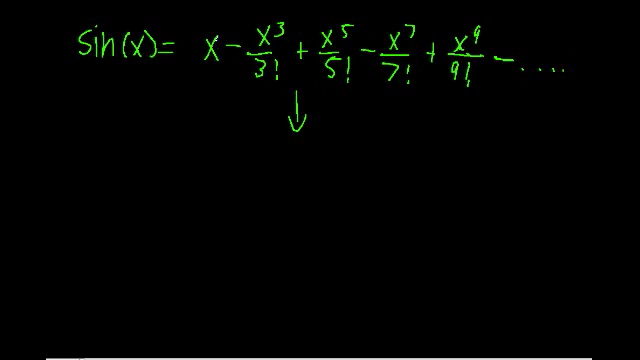 Sin(x) = x - x³/3! + x⁵/5! - x⁷/7! + x⁹/9! - ....